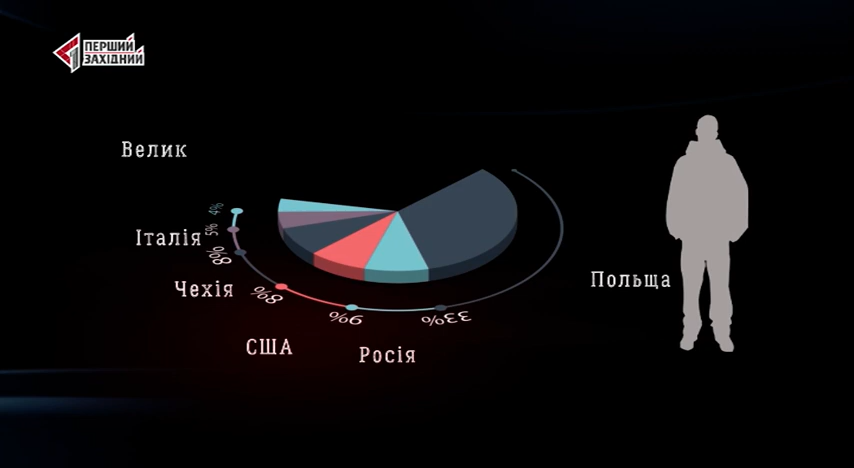 ПЕРШИЙ
ЗАХІДНИЙ
Велик
4%
Італія
5%
8%
Чехія
8%
США
9%
Росія
33%
Польща